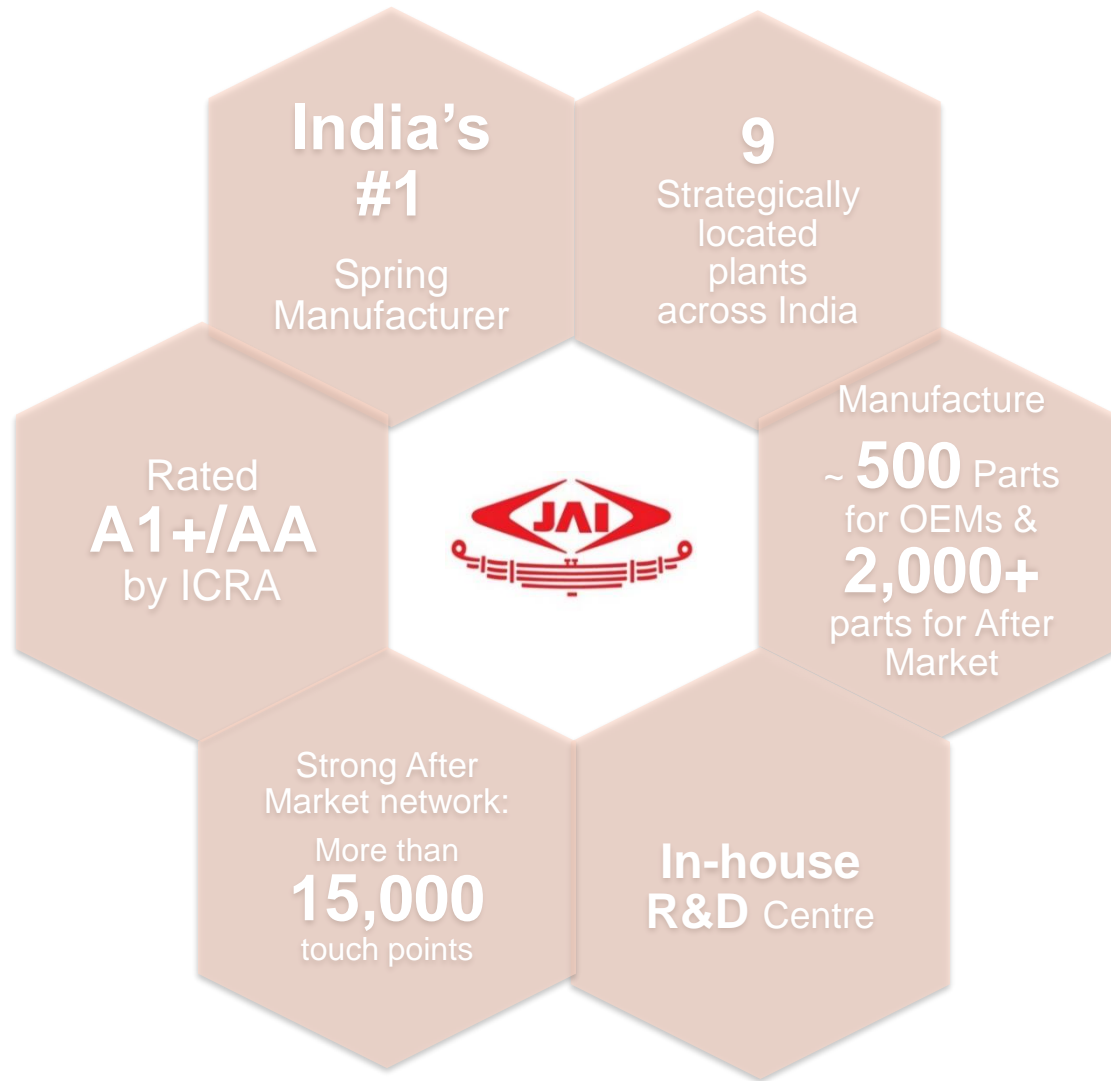 India's
#1
Spring
Manufacturer
9
Strategically
located
plants
across India
Rated
A1+/AA
by ICRA
JAI
Manufacture
~ 500 Parts
for OEMs &
2,000+
parts for After
Market
Strong After
Market network:
More than
15,000
touch points
In-house
R&D Centre